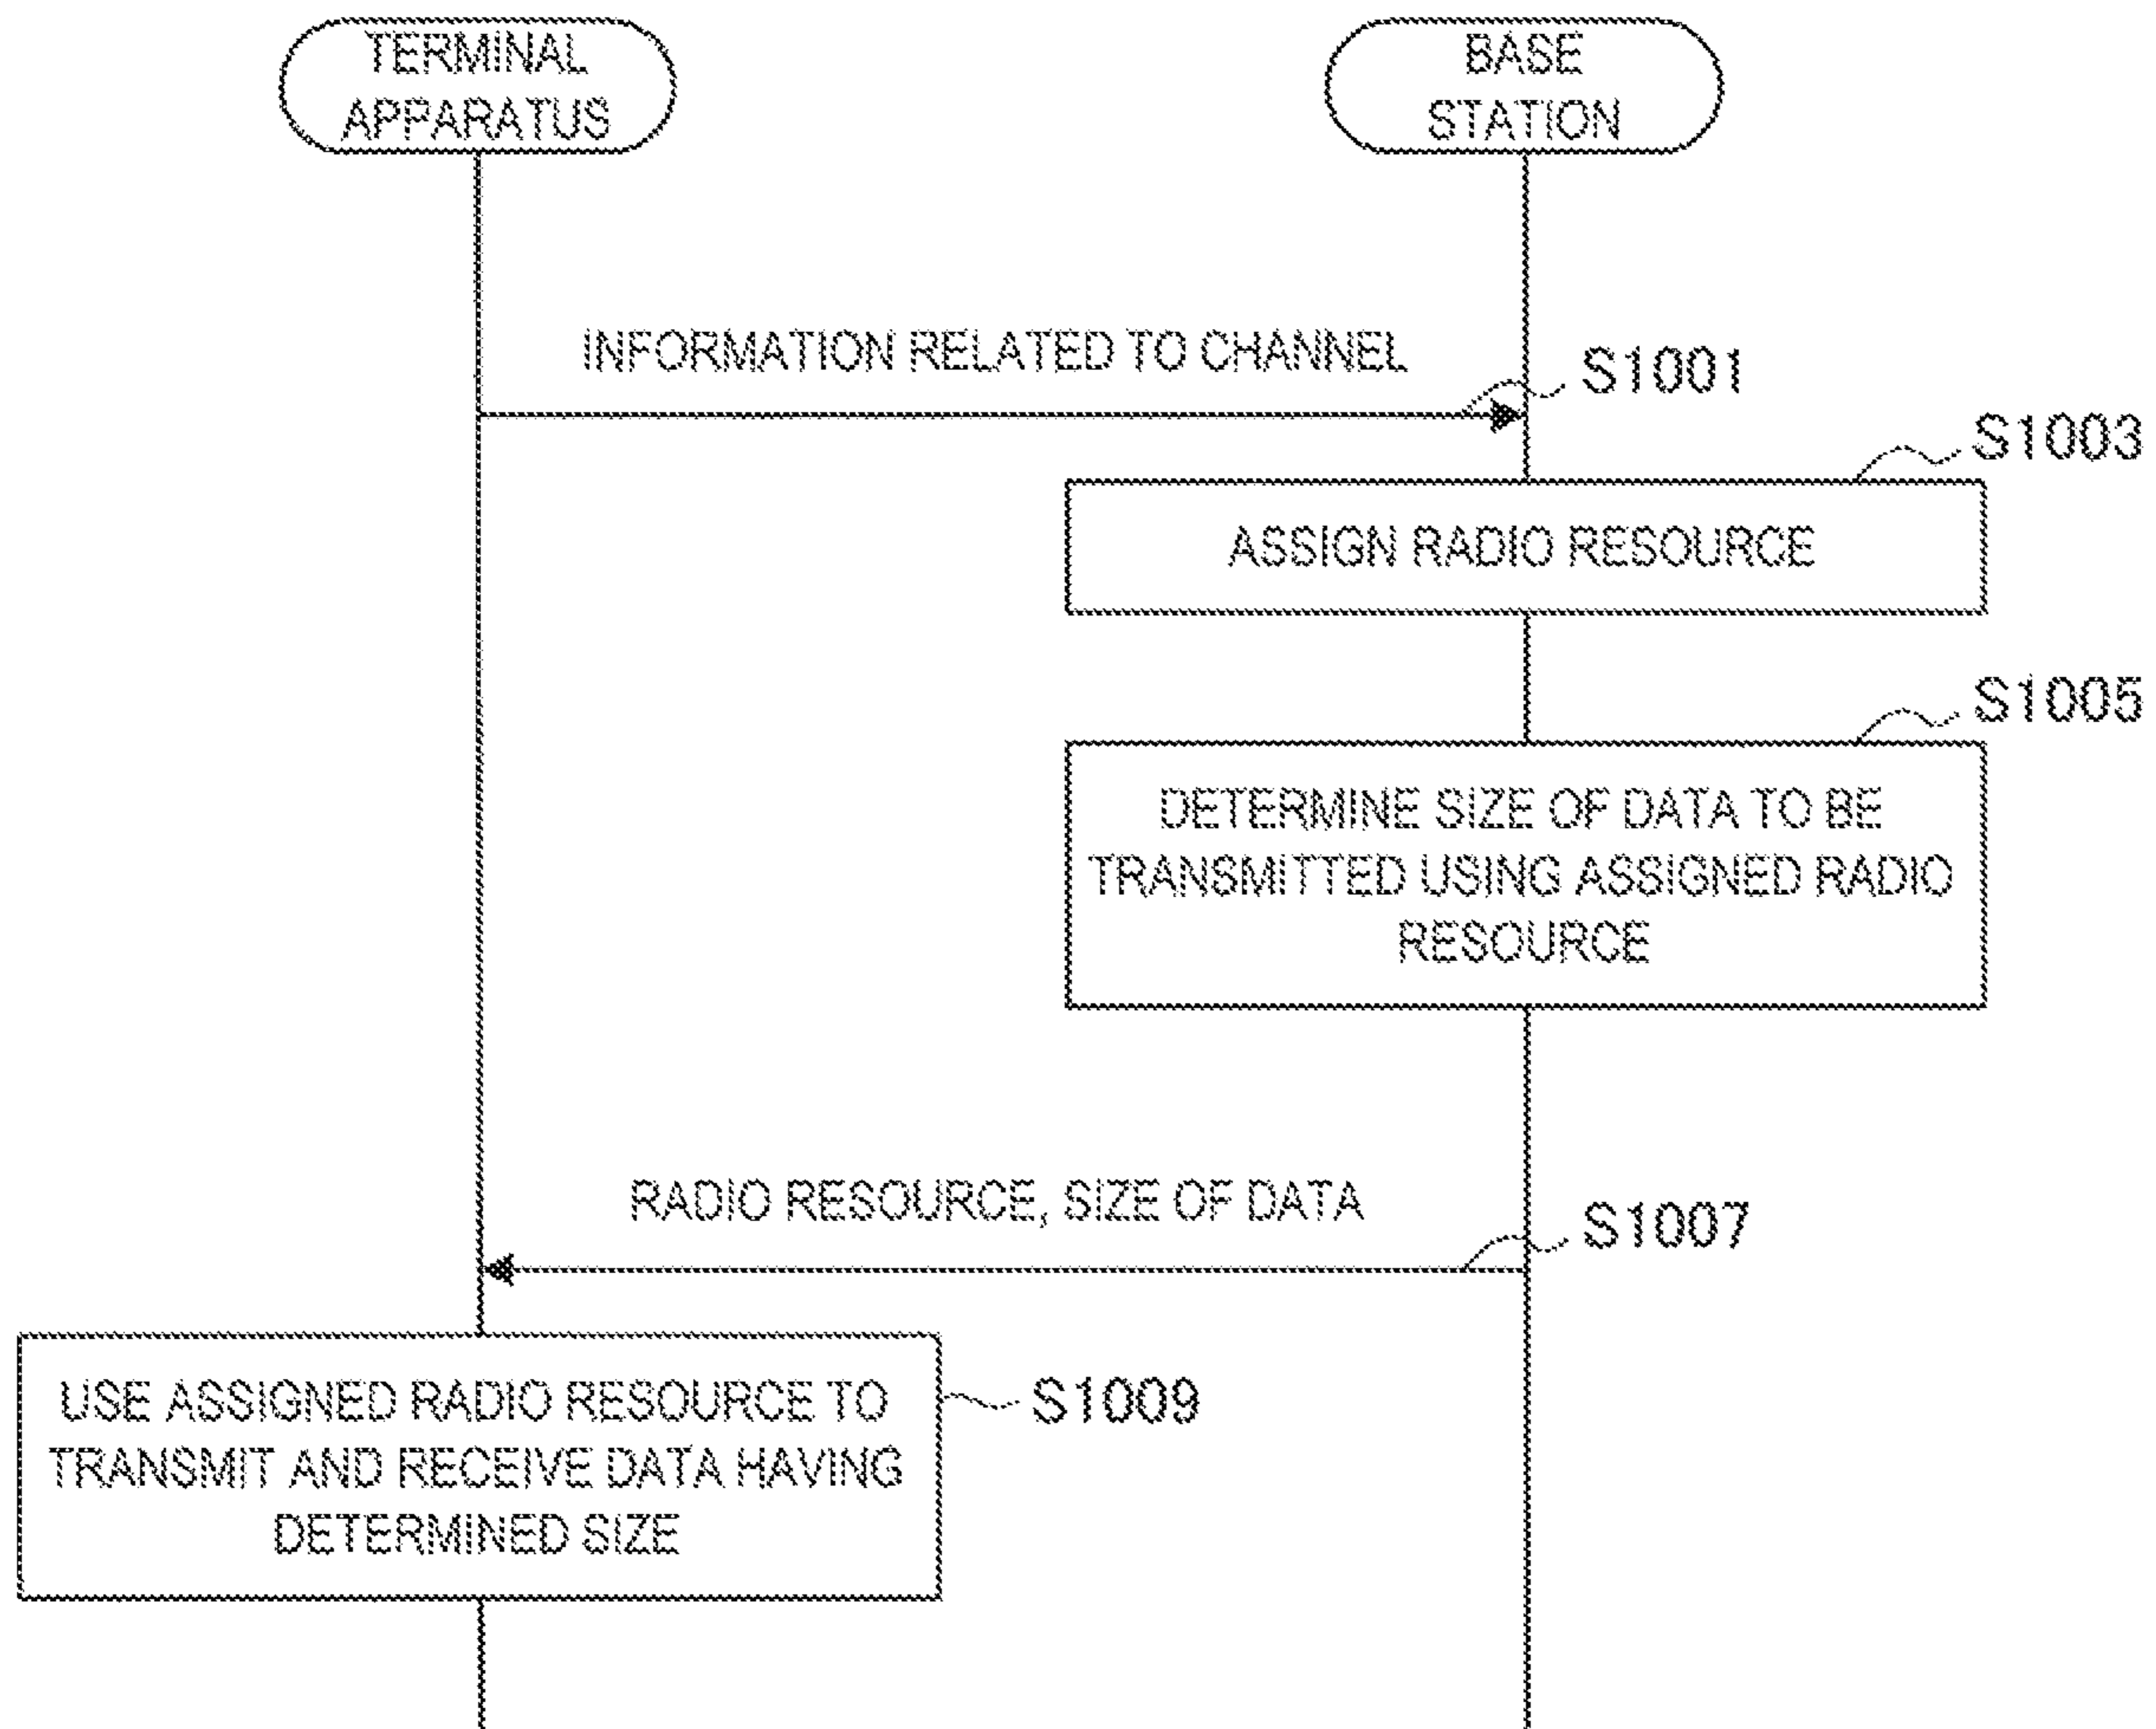 TERMINAL
APPARATUS
BASE
STATION
INFORMATION RELATED TO CHANNEL
S1001
S1003
ASSIGN RADIO RESOURCE
S1005
DETERMINE SIZE OF DATA TO BE
TRANSMITTED USING ASSIGNED RADIO
RESOURCE
RADIO RESOURCE, SIZE OF DATA
S1007
USE ASSIGNED RADIO RESOURCE TO
TRANSMIT AND RECEIVE DATA HAVING
DETERMINED SIZE
S1009